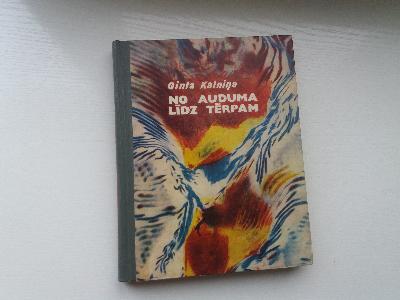 Ginta Kalniņa
NO AUDUMA
LĪDZ TĒRPAM